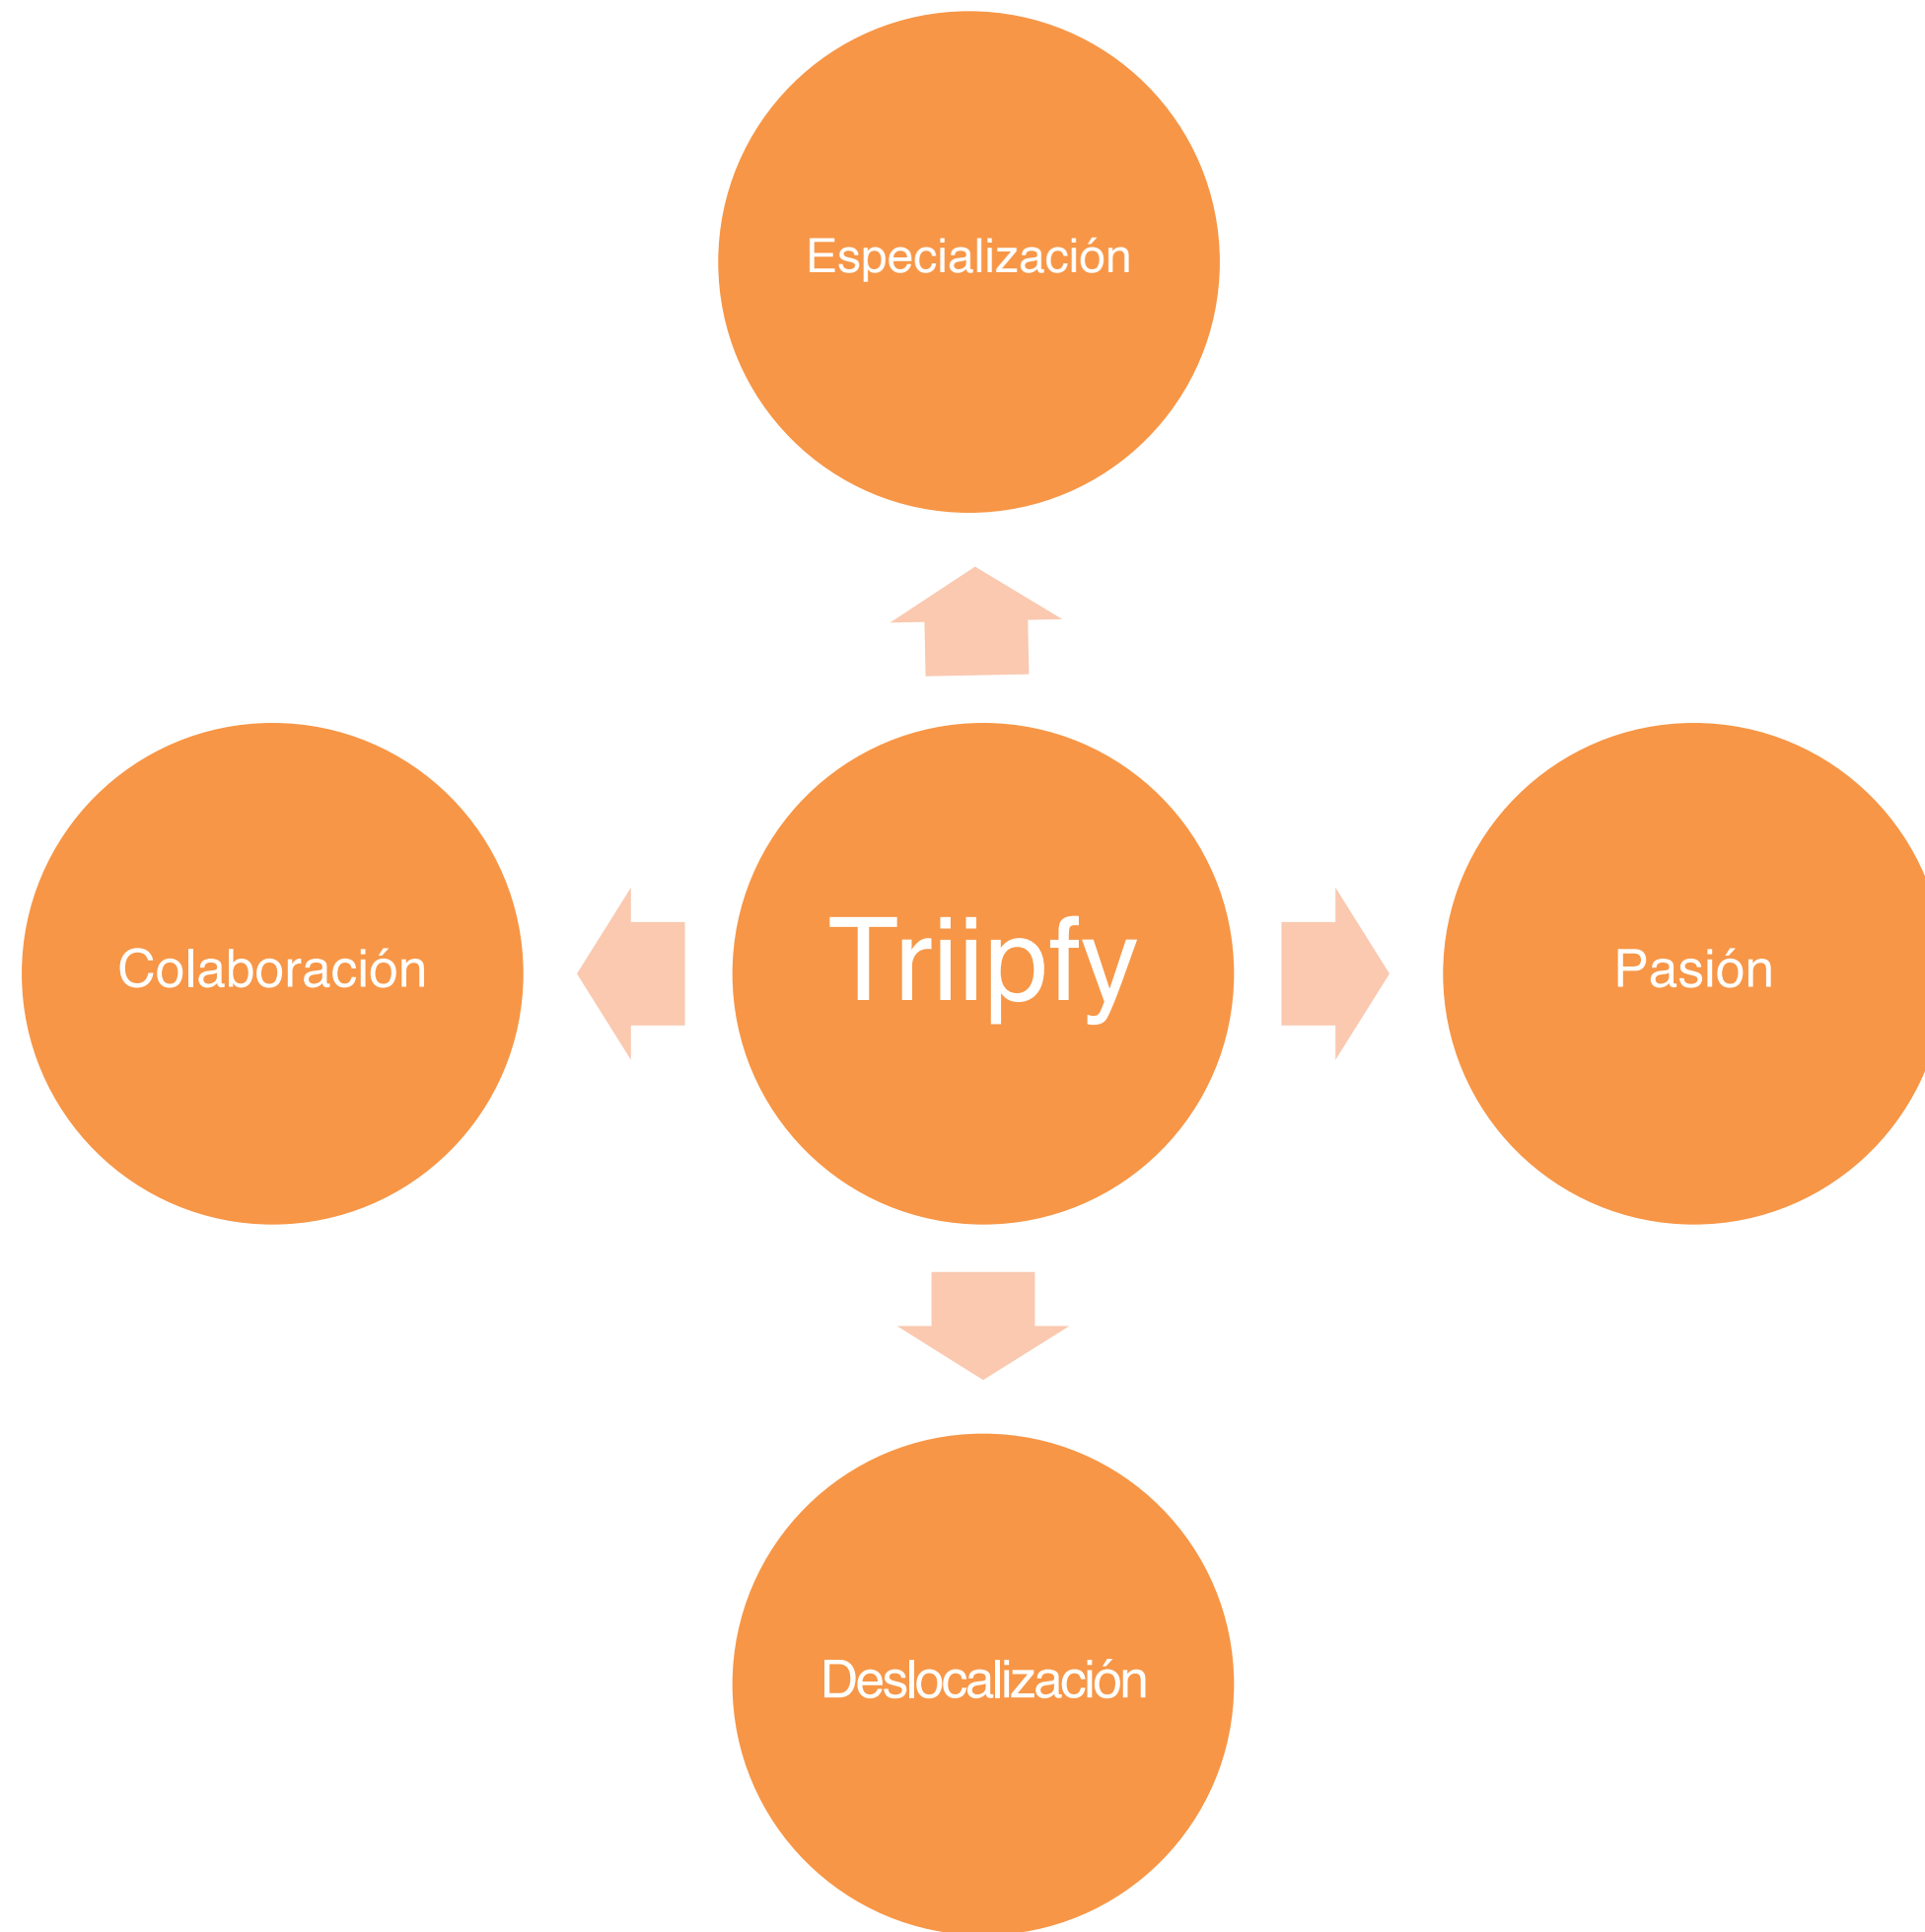 Especialización
Colaboración
Triipfy
Pasión
Deslocalización